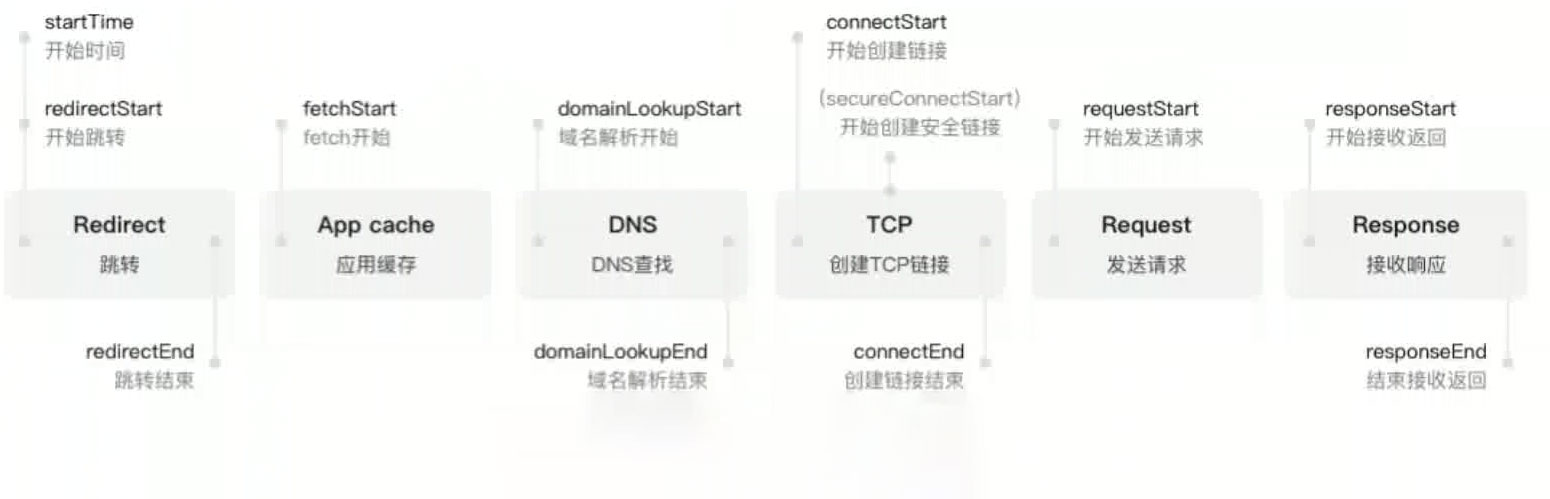 startTime
开始时间
redirectStart
开始跳转
fetchStart
fetch开始
domainLookupStart
域名解析开始
connectStart
开始创建链接
(secureConnectStart)
开始创建安全链接
requestStart
开始发送请求
responseStart
开始接收返回
Redirect
跳转
App cache
应用缓存
DNS
DNS查找
TCP
创建TCP链接
Request
发送请求
Response
接收响应
redirectEnd
跳转结束
domainLookupEnd
域名解析结束
connectEnd
创建链接结束
responseEnd
结束接收返回